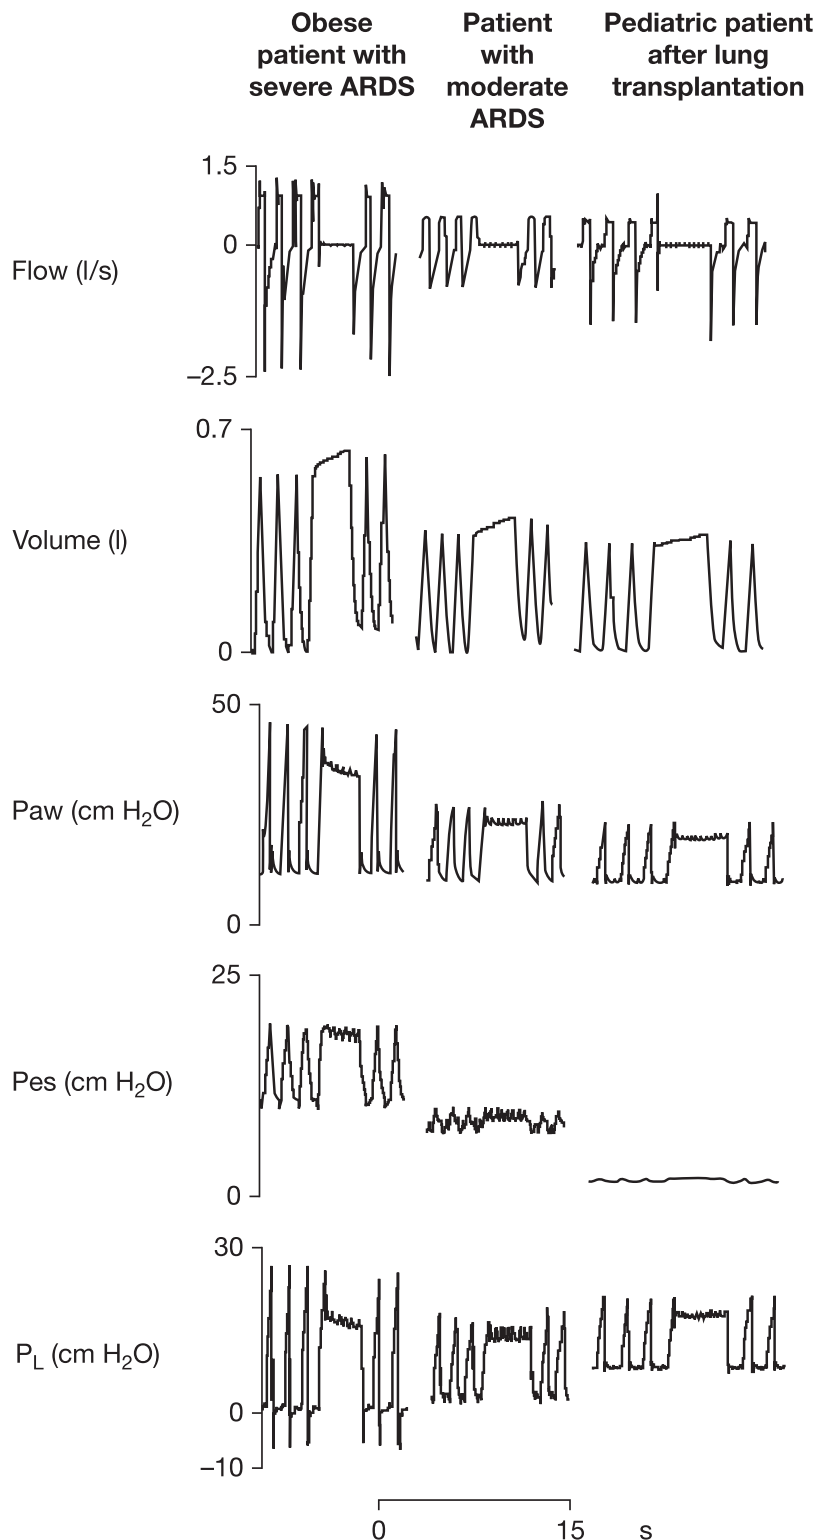 Obese
patient with
severe ARDS
Patient
with
moderate
ARDS
Pediatric patient
after lung
transplantation
1.5
0
Flow (l/s)
–2.5
0.7
Volume (l)
0
50
Paw (cm H₂O)
0
25
Pes (cm H₂O)
0
30
P_L (cm H₂O)
0
–10
0 15 s